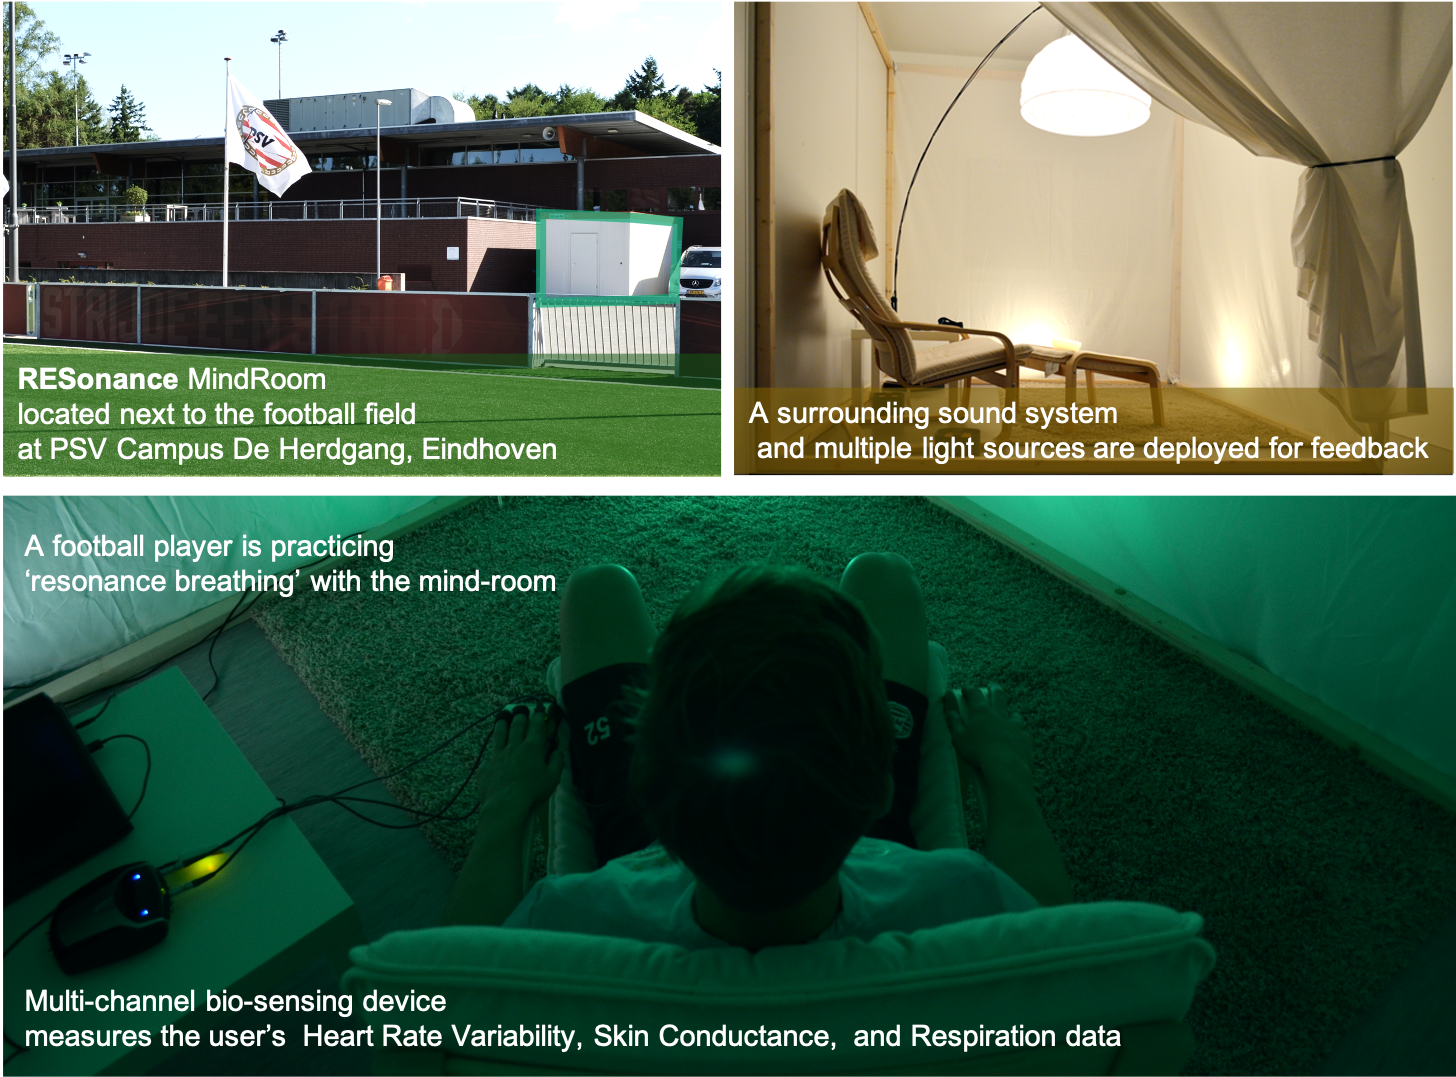 PSV
STRIJD EEN
RESonance MindRoom
located next to the football field
at PSV Campus De Herdgang, Eindhoven
A surrounding sound system
and multiple light sources are deployed for feedback
A football player is practicing
‘resonance breathing’ with the mind-room
52
Multi-channel bio-sensing device
measures the user’s  Heart Rate Variability, Skin Conductance,  and Respiration data